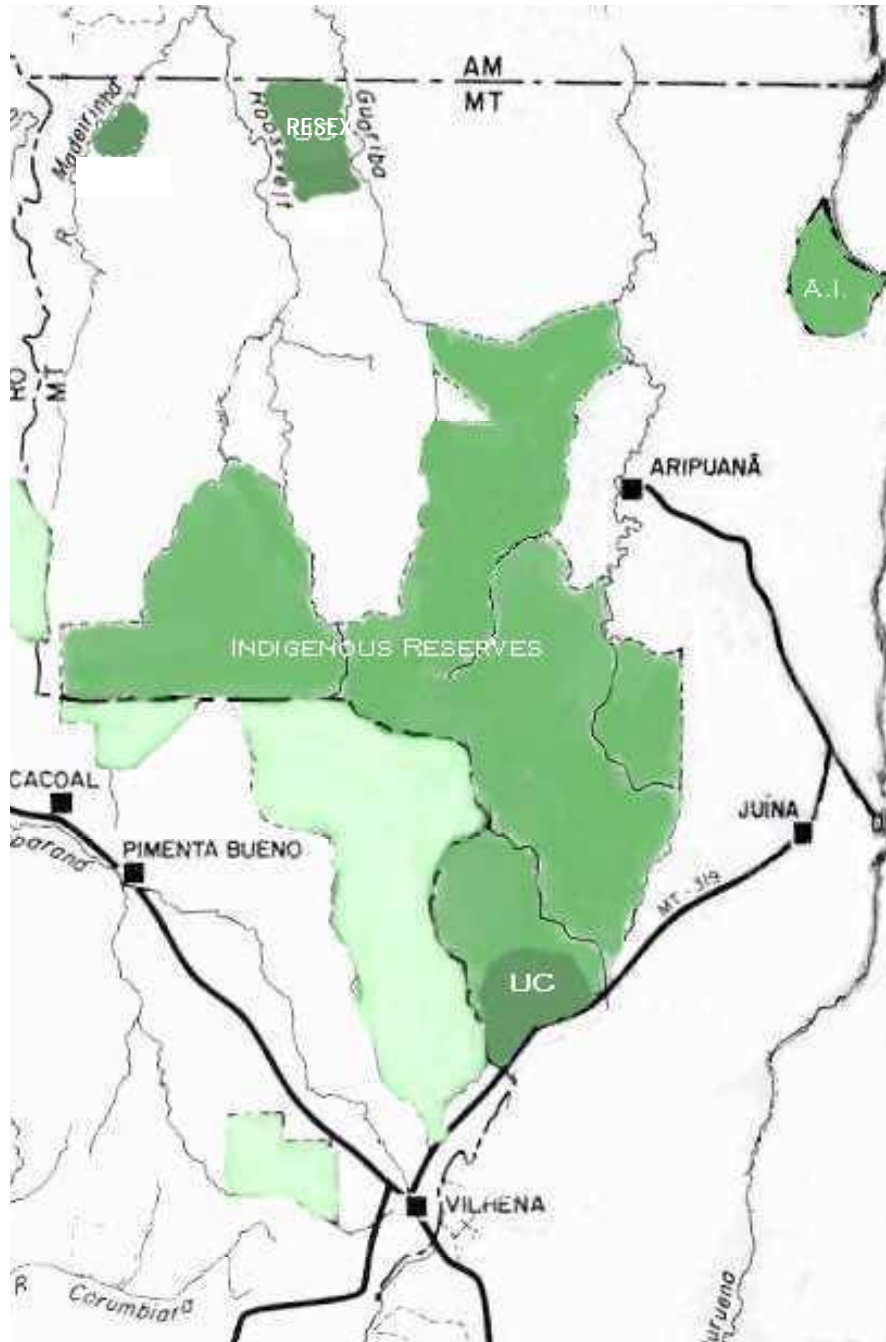 AM
MT
Madeirinha
R.
Roosevelt
RESEX
Guariba
A.I.
RO
MT
ARIPUANÃ
INDIGENOUS RESERVES
CACOAL
PIMENTA BUENO
JUÍNA
MT-319
UC
VILHENA
R. Corumbiara